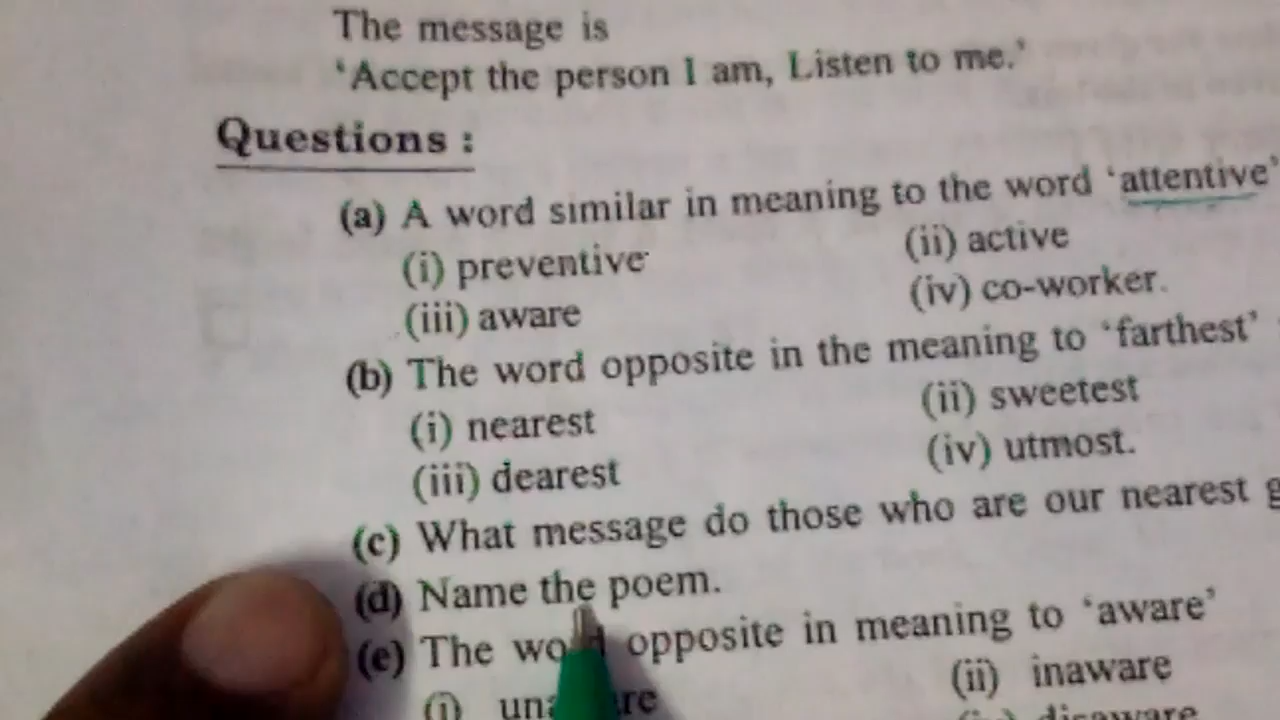 The message is
'Accept the person I am, Listen to me.'
Questions :
(a) A word similar in meaning to the word 'attentive'
(i) preventive (ii) active
(iii) aware (iv) co-worker.
(b) The word opposite in the meaning to 'farthest'
(i) nearest (ii) sweetest
(iii) dearest (iv) utmost.
(c) What message do those who are our nearest
(d) Name the poem.
(e) The word opposite in meaning to 'aware'
(i) (ii) inaware